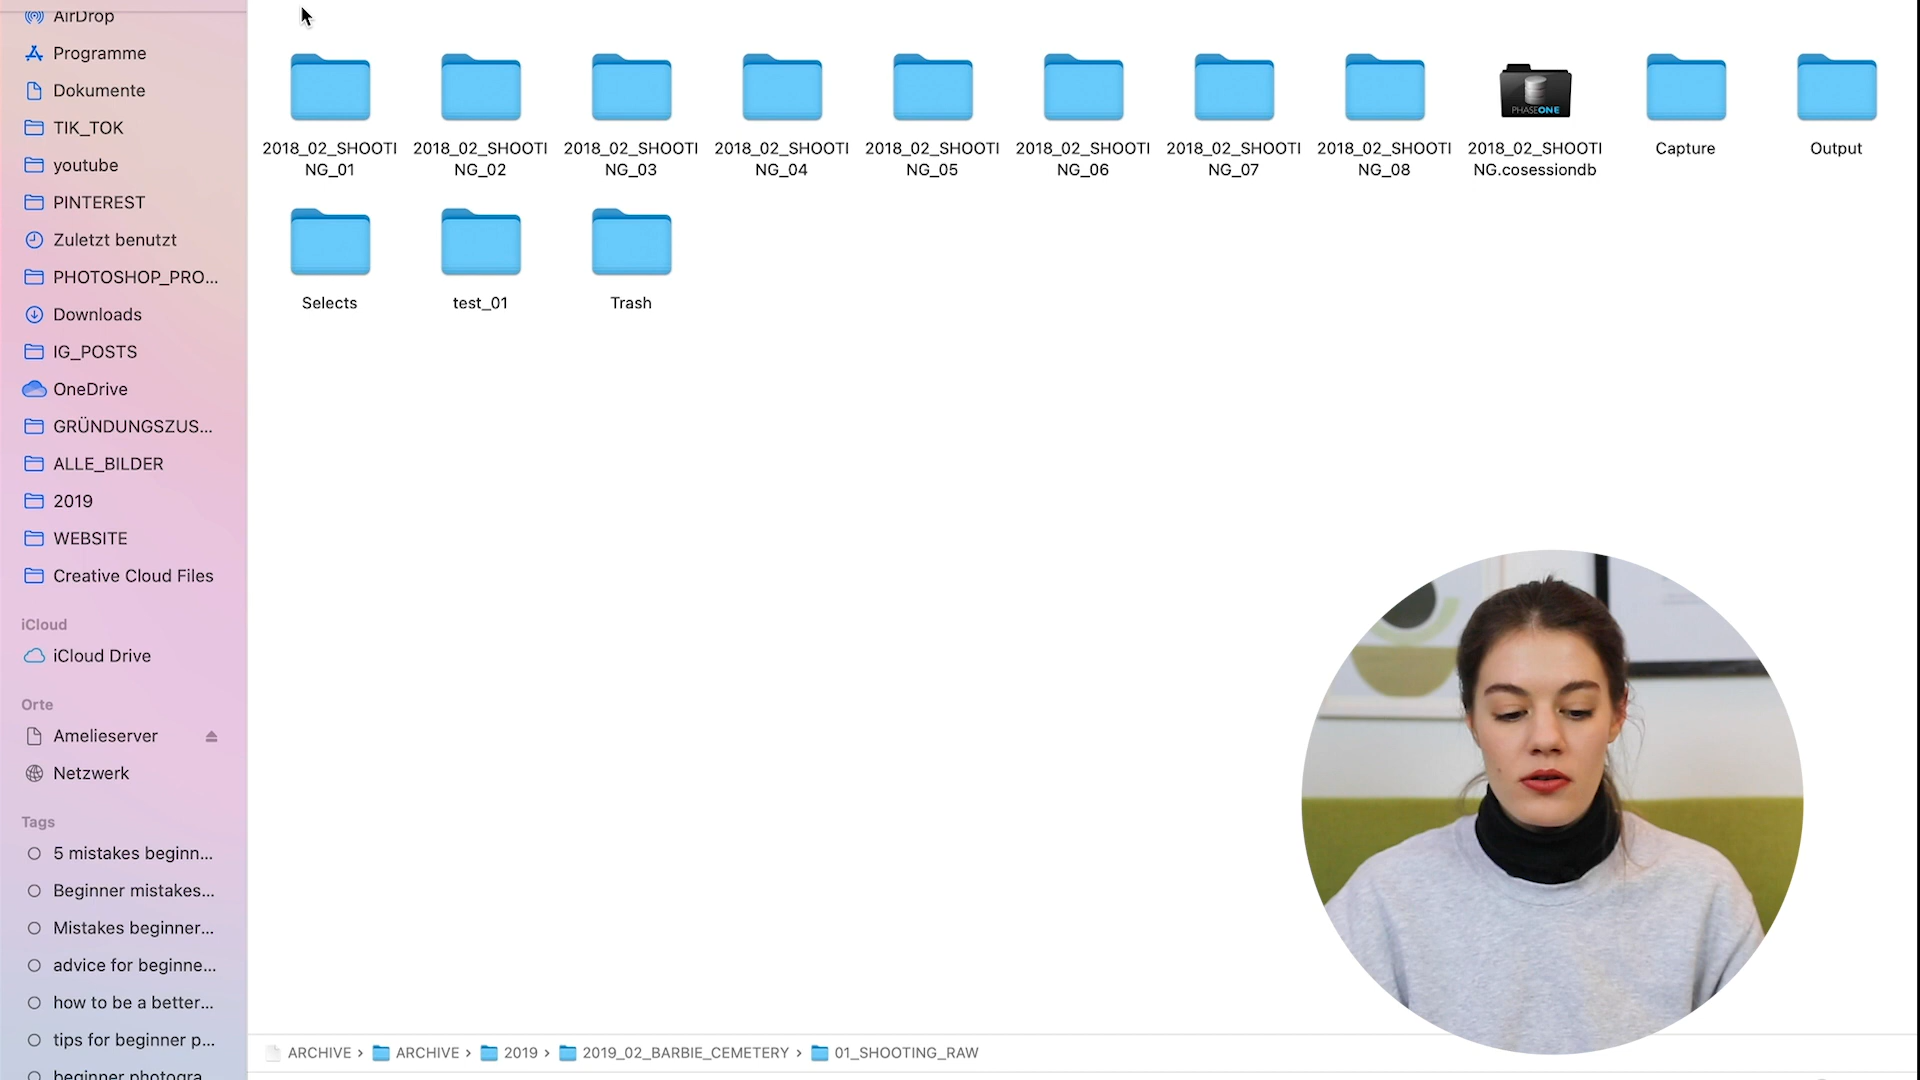 AirDrop
Programme
Dokumente
TIK_TOK
youtube
PINTEREST
Zuletzt benutzt
PHOTOSHOP_PRO...
Downloads
IG_POSTS
OneDrive
GRÜNDUNGSZUS...
ALLE_BILDER
2019
WEBSITE
Creative Cloud Files
iCloud
iCloud Drive
Orte
Amelieserver
Netzwerk
Tags
5 mistakes beginn...
Beginner mistakes...
Mistakes beginner...
advice for beginne...
how to be a better...
tips for beginner p...
beginner photogra
2018_02_SHOOTI
NG_01
2018_02_SHOOTI
NG_02
2018_02_SHOOTI
NG_03
2018_02_SHOOTI
NG_04
2018_02_SHOOTI
NG_05
2018_02_SHOOTI
NG_06
2018_02_SHOOTI
NG_07
2018_02_SHOOTI
NG_08
PHASEONE
2018_02_SHOOTI
NG.cosessiondb
Capture
Output
Selects
test_01
Trash
ARCHIVE › ARCHIVE › 2019 › 2019_02_BARBIE_CEMETERY › 01_SHOOTING_RAW